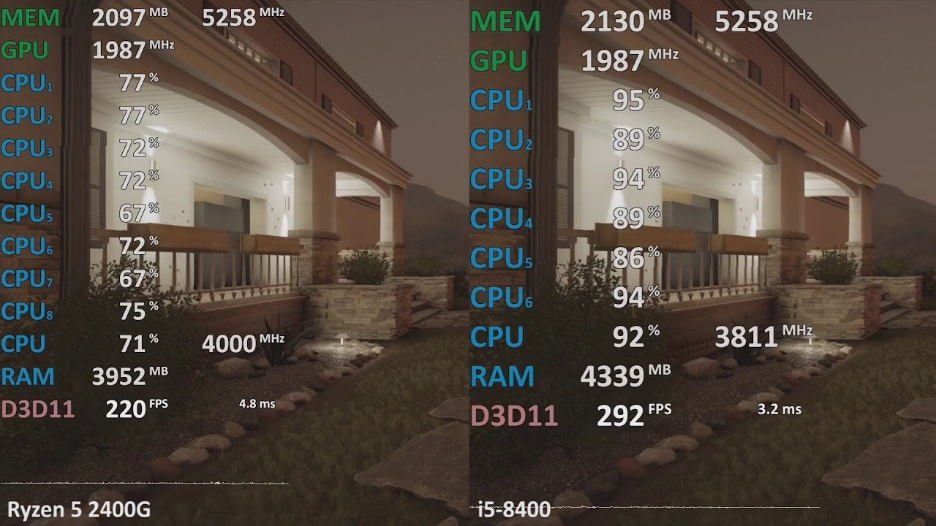 MEM 2097 MB 5258 MHz
GPU 1987 MHz
CPU1 77 %
CPU2 77 %
CPU3 72 %
CPU4 72 %
CPU5 67 %
CPU6 72 %
CPU7 67 %
CPU8 75 %
CPU 71 % 4000 MHz
RAM 3952 MB
D3D11 220 FPS 4.8 ms
Ryzen 5 2400G
MEM 2130 MB 5258 MHz
GPU 1987 MHz
CPU1 95 %
CPU2 89 %
CPU3 94 %
CPU4 89 %
CPU5 86 %
CPU6 94 %
CPU 92 % 3811 MHz
RAM 4339 MB
D3D11 292 FPS 3.2 ms
i5-8400